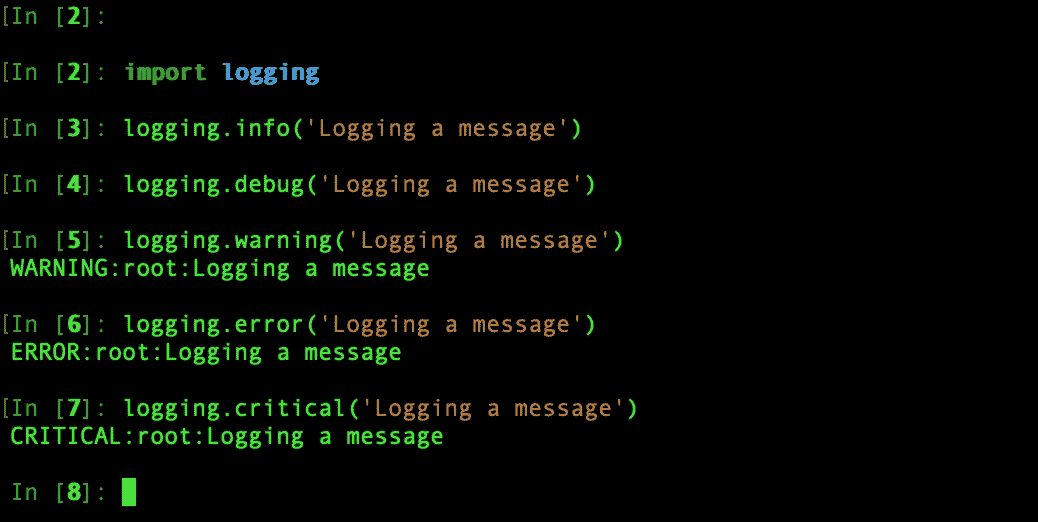 [In [2]:
[In [2]: import logging
[In [3]: logging.info('Logging a message')
[In [4]: logging.debug('Logging a message')
[In [5]: logging.warning('Logging a message')
WARNING:root:Logging a message
[In [6]: logging.error('Logging a message')
ERROR:root:Logging a message
[In [7]: logging.critical('Logging a message')
CRITICAL:root:Logging a message
In [8]: